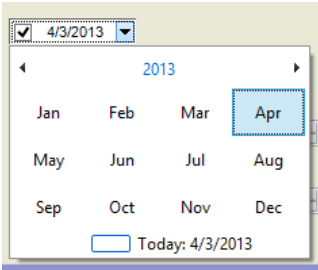 4/3/2013
2013
Jan Feb Mar Apr
May Jun Jul Aug
Sep Oct Nov Dec
Today: 4/3/2013